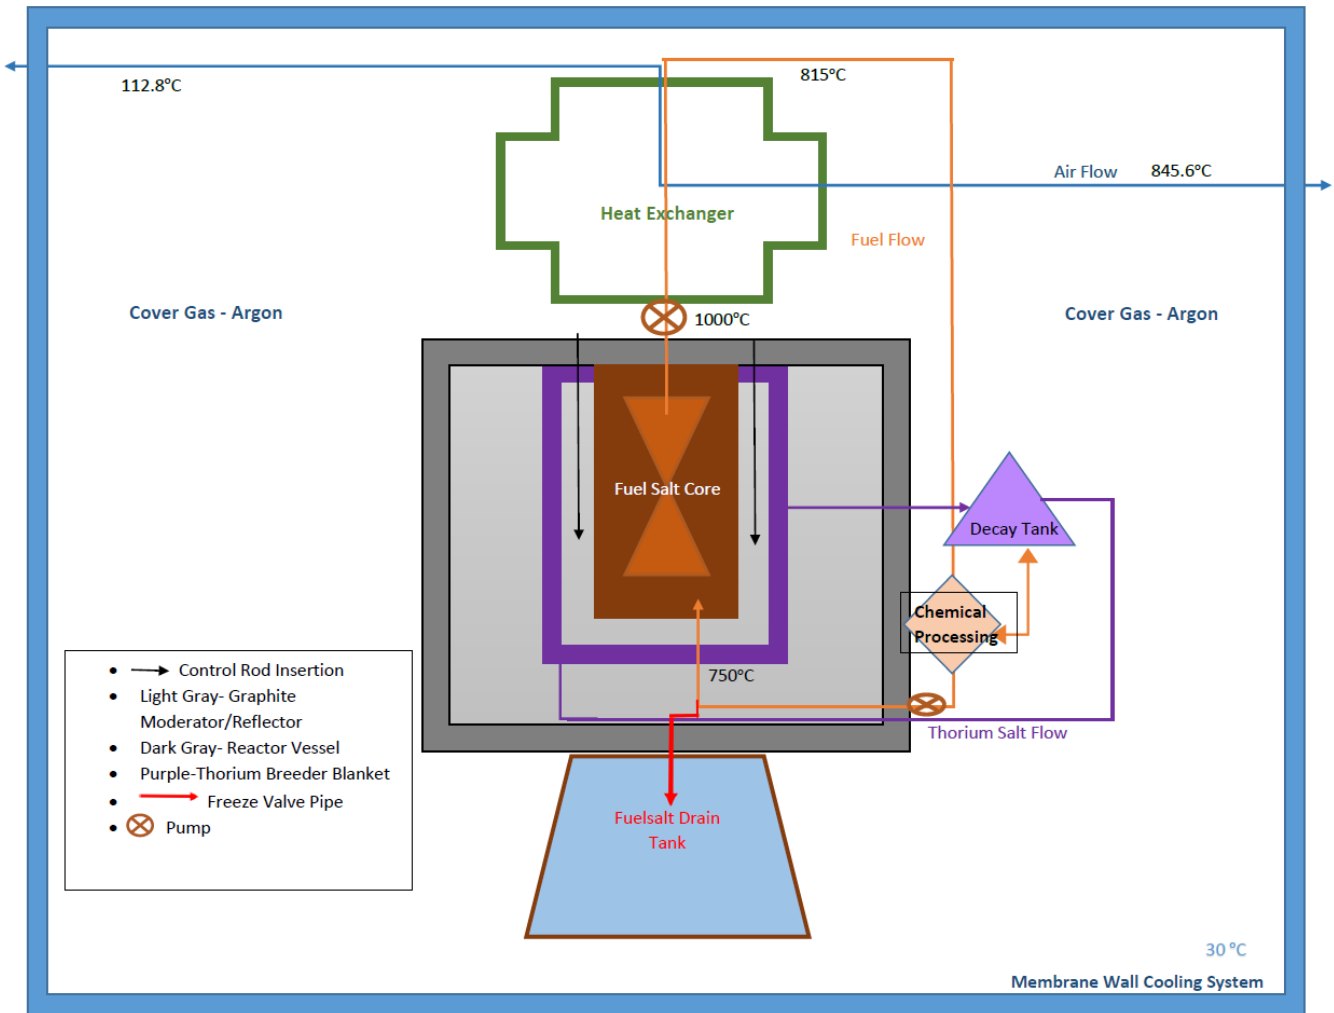 815°C
112.8°C
Air Flow
845.6°C
Heat Exchanger
Fuel Flow
Cover Gas - Argon
Cover Gas - Argon
1000°C
Fuel Salt Core
Decay Tank
Chemical
Processing
750°C
Thorium Salt Flow
• Control Rod Insertion
• Light Gray- Graphite
Moderator/Reflector
• Dark Gray- Reactor Vessel
• Purple-Thorium Breeder Blanket
• Freeze Valve Pipe
• Pump
Fuelsalt Drain
Tank
30 °C
Membrane Wall Cooling System